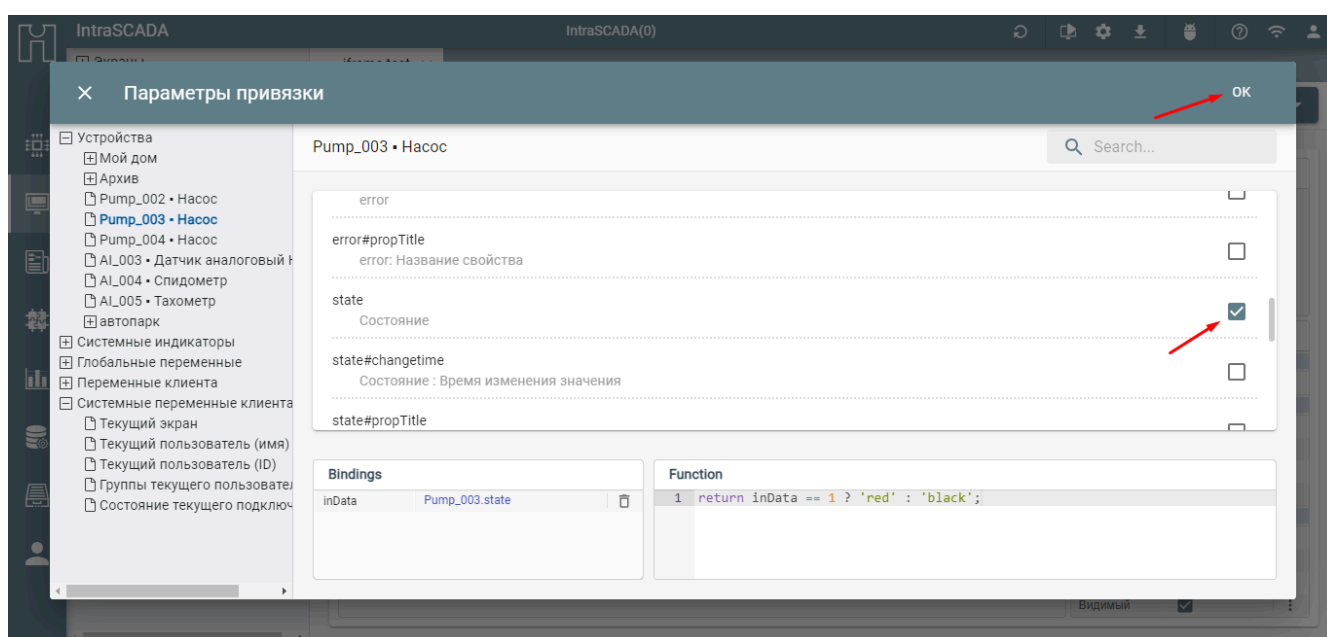 IntraSCADA
IntraSCADA(0)
Экраны
iframe test
Параметры привязки
OK
Устройства
Мой дом
Архив
Pump_002 ▪ Насос
Pump_003 ▪ Насос
Pump_004 ▪ Насос
AI_003 ▪ Датчик аналоговый
AI_004 ▪ Спидометр
AI_005 ▪ Тахометр
автопарк
Системные индикаторы
Глобальные переменные
Переменные клиента
Системные переменные клиента
Текущий экран
Текущий пользователь (имя)
Текущий пользователь (ID)
Группы текущего пользовател
Состояние текущего подключ
Pump_003 ▪ Насос
Search...
error
error#propTitle
error: Название свойства
state
Состояние
state#changetime
Состояние : Время изменения значения
state#propTitle
Bindings
inData Pump_003.state
Function
1 return inData == 1 ? 'red' : 'black';
Видимый